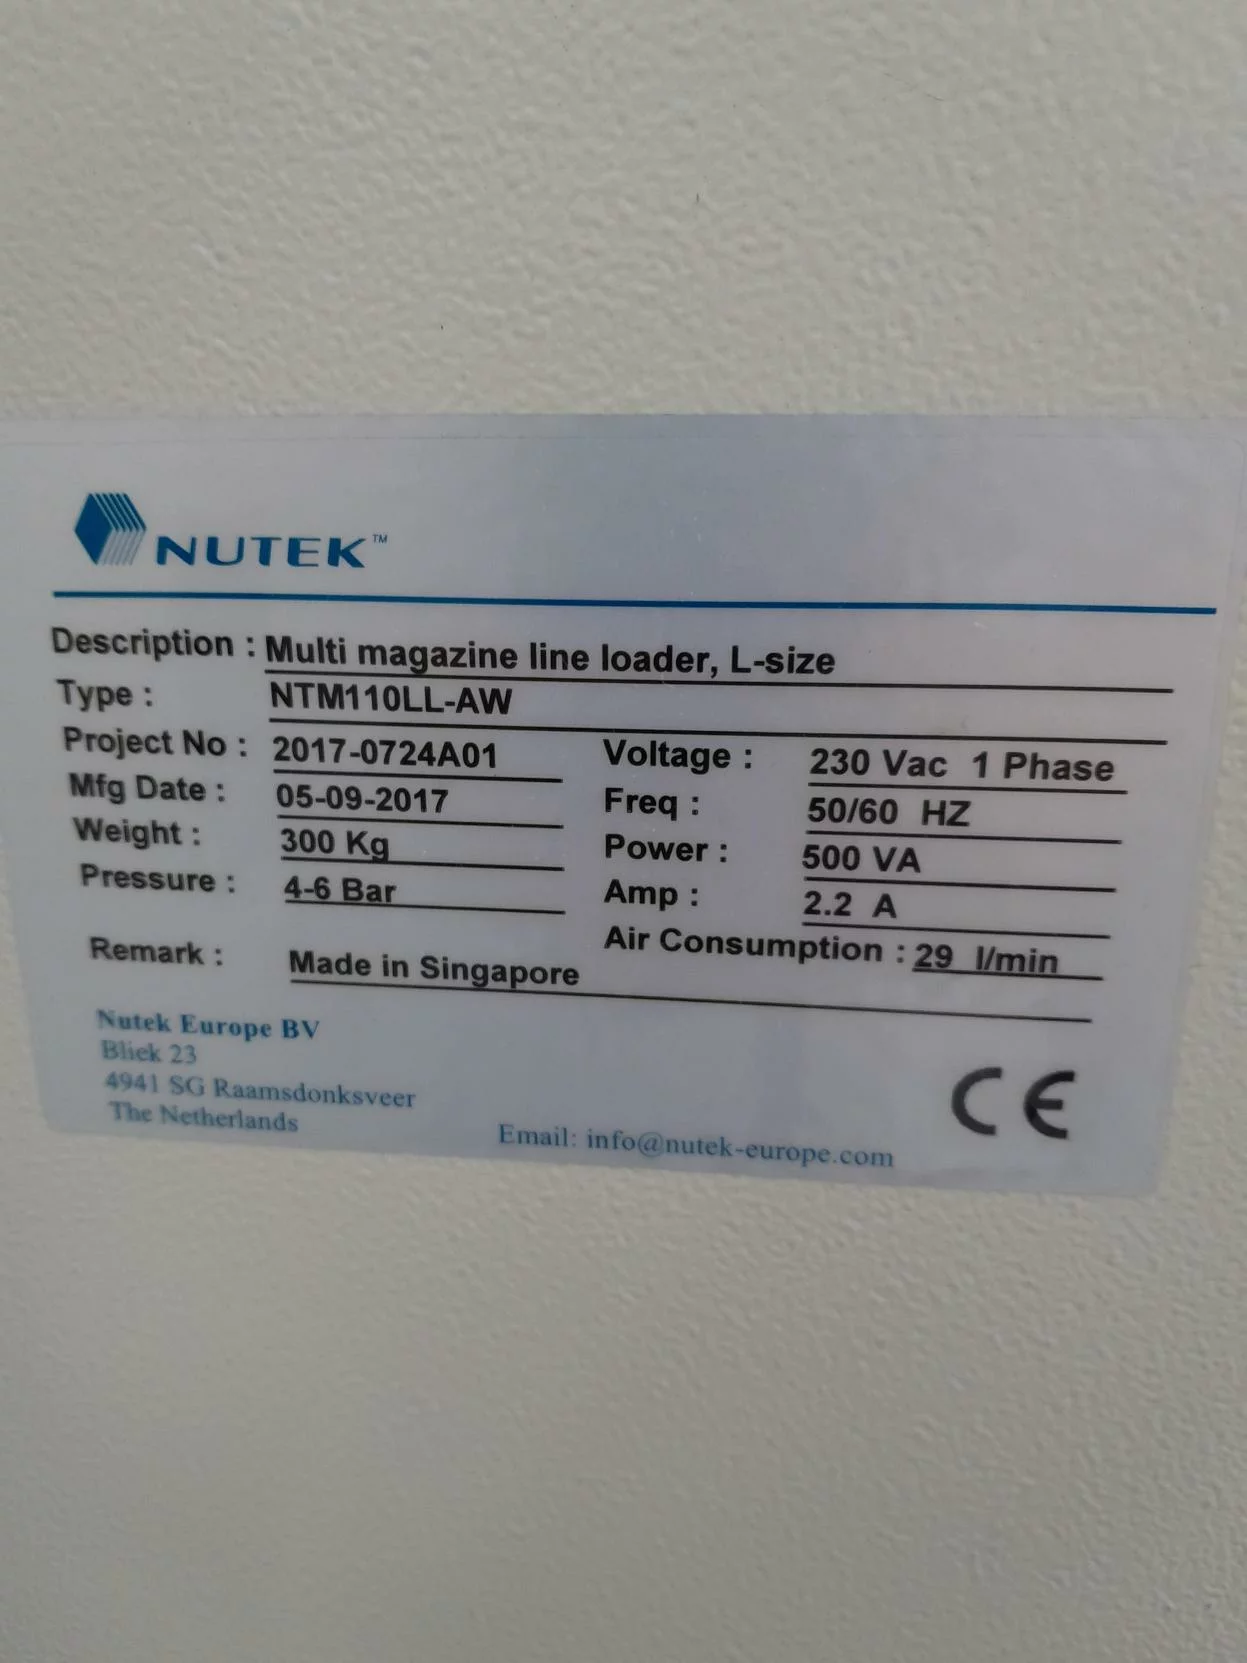 NUTEK™
Description : Multi magazine line loader, L-size
Type : NTM110LL-AW
Project No : 2017-0724A01 Voltage : 230 Vac 1 Phase
Mfg Date : 05-09-2017 Freq : 50/60 HZ
Weight : 300 Kg Power : 500 VA
Pressure : 4-6 Bar Amp : 2.2 A
Air Consumption : 29 l/min
Remark : Made in Singapore
Nutek Europe BV
Bliek 23
4941 SG Raamsdonksveer
The Netherlands
Email: info@nutek-europe.com
CE